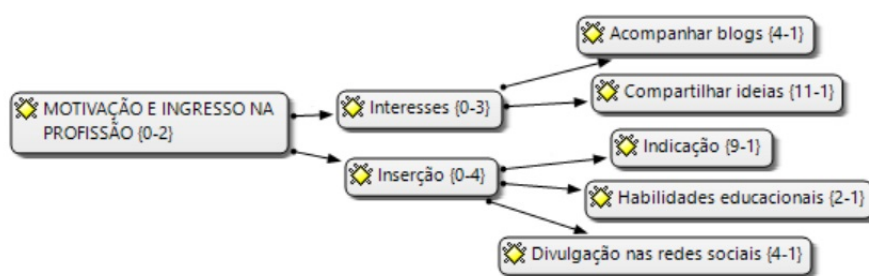 Acompanhar blogs {4-1}
Compartilhar ideias {11-1}
MOTIVAÇÃO E INGRESSO NA
PROFISSÃO {0-2}
Interesses {0-3}
Indicação {9-1}
Inserção {0-4}
Habilidades educacionais {2-1}
Divulgação nas redes sociais {4-1}